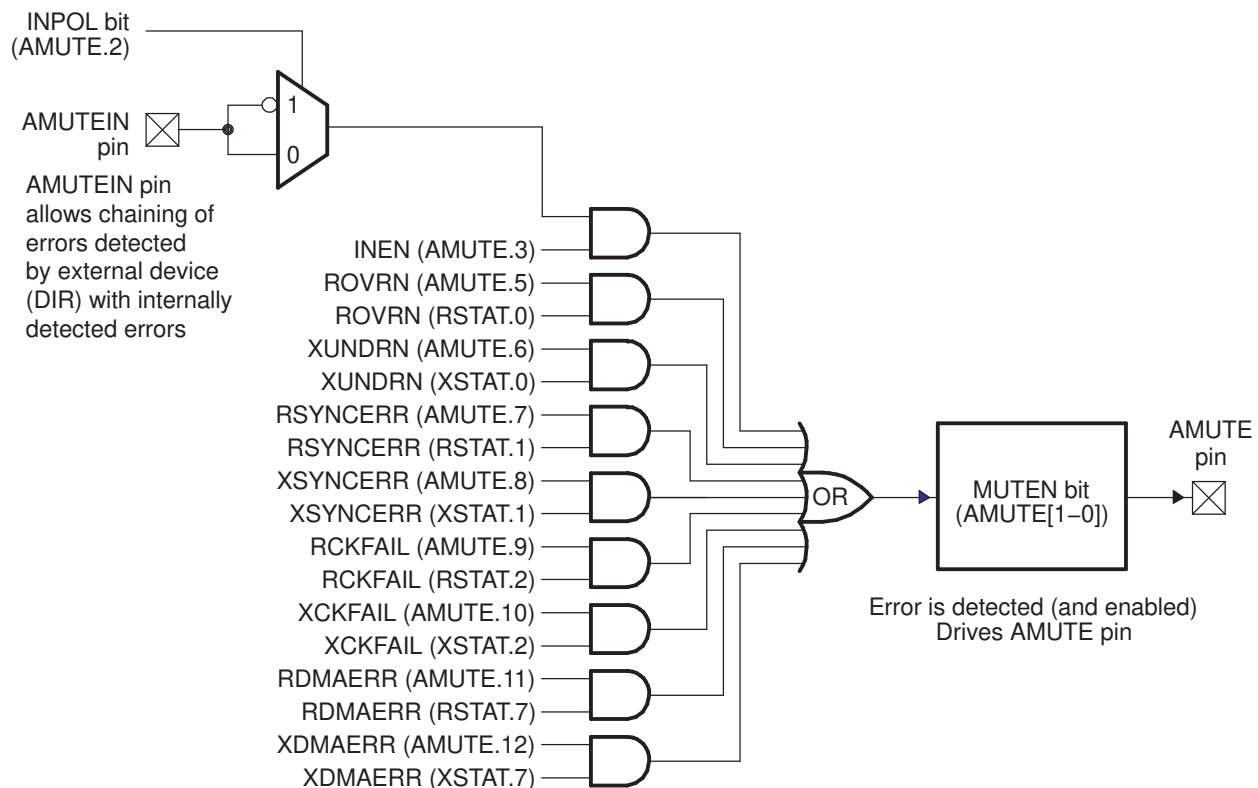 INPOL bit
(AMUTE.2)
1
0
AMUTEIN
pin
AMUTEIN pin
allows chaining of
errors detected
by external device
(DIR) with internally
detected errors
INEN (AMUTE.3)
ROVRN (AMUTE.5)
ROVRN (RSTAT.0)
XUNDRN (AMUTE.6)
XUNDRN (XSTAT.0)
RSYNCERR (AMUTE.7)
RSYNCERR (RSTAT.1)
XSYNCERR (AMUTE.8)
XSYNCERR (XSTAT.1)
RCKFAIL (AMUTE.9)
RCKFAIL (RSTAT.2)
XCKFAIL (AMUTE.10)
XCKFAIL (XSTAT.2)
RDMAERR (AMUTE.11)
RDMAERR (RSTAT.7)
XDMAERR (AMUTE.12)
XDMAERR (XSTAT.7)
OR
MUTEN bit
(AMUTE[1−0])
AMUTE
pin
Error is detected (and enabled)
Drives AMUTE pin